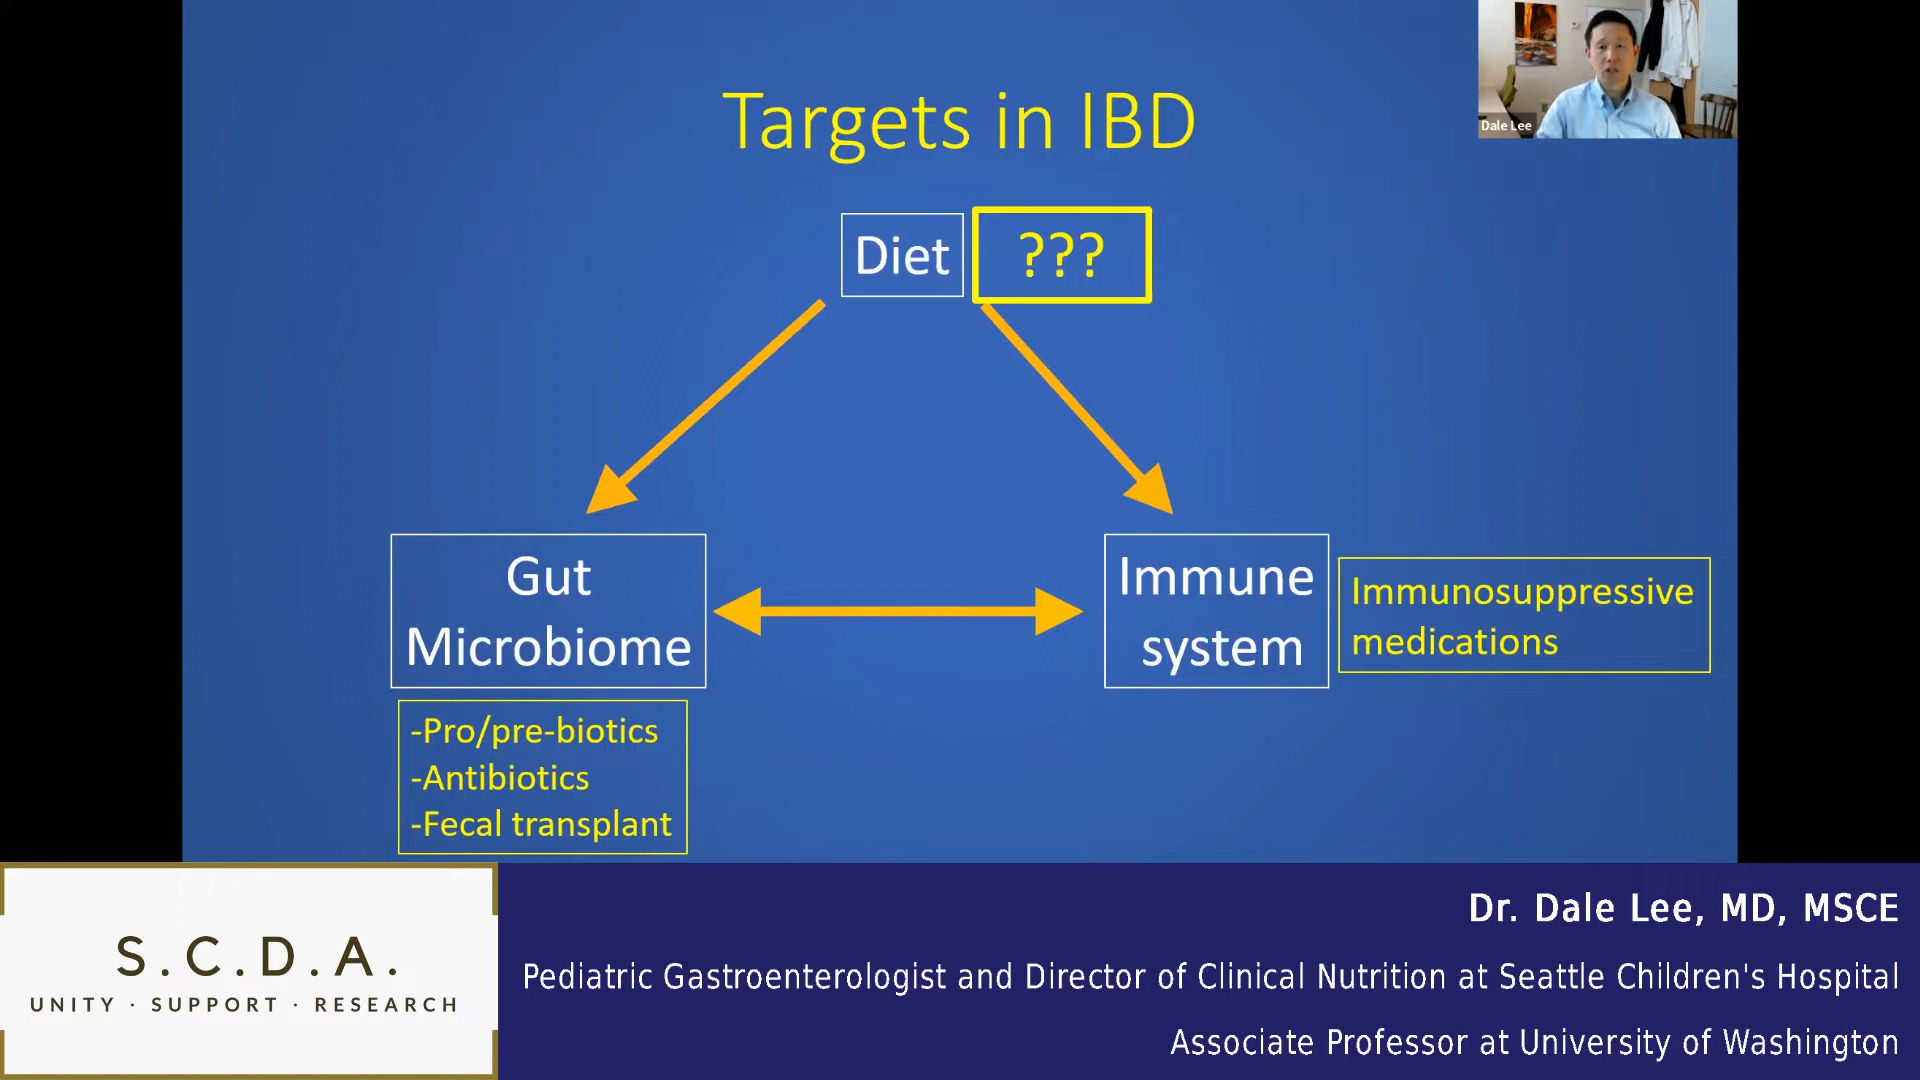 Targets in IBD
Dale Lee
Diet
???
Gut
Microbiome
Immune
system
Immunosuppressive
medications
-Pro/pre-biotics
-Antibiotics
-Fecal transplant
S.C.D.A.
UNITY · SUPPORT · RESEARCH
Dr. Dale Lee, MD, MSCE
Pediatric Gastroenterologist and Director of Clinical Nutrition at Seattle Children's Hospital
Associate Professor at University of Washington